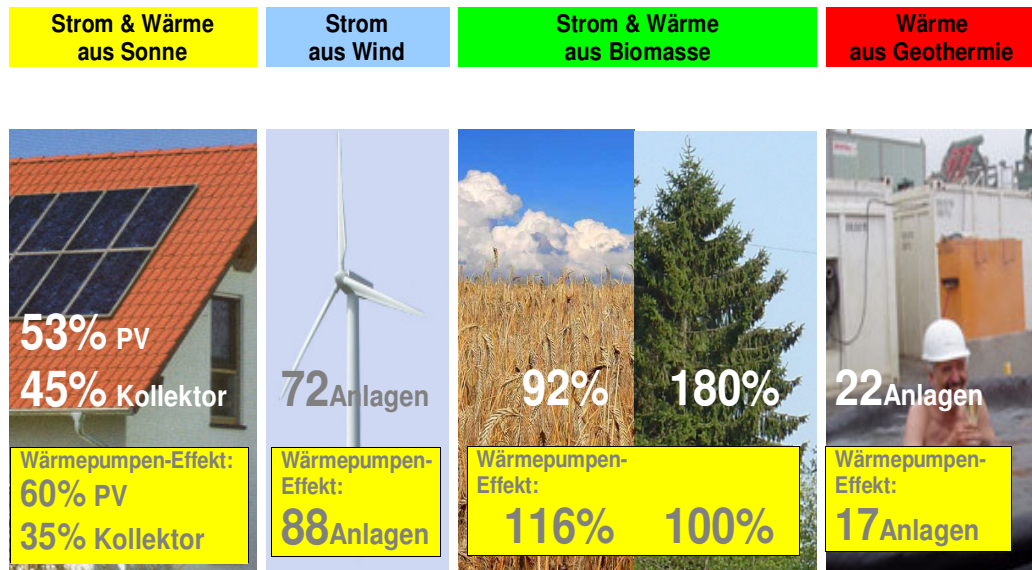 Strom & Wärme
aus Sonne
Strom
aus Wind
Strom & Wärme
aus Biomasse
Wärme
aus Geothermie
53% PV
45% Kollektor
Wärmepumpen-Effekt:
60% PV
35% Kollektor
72Anlagen
Wärmepumpen-
Effekt:
88Anlagen
92% 180%
Wärmepumpen-
Effekt:
116% 100%
22Anlagen
Wärmepumpen-
Effekt:
17Anlagen